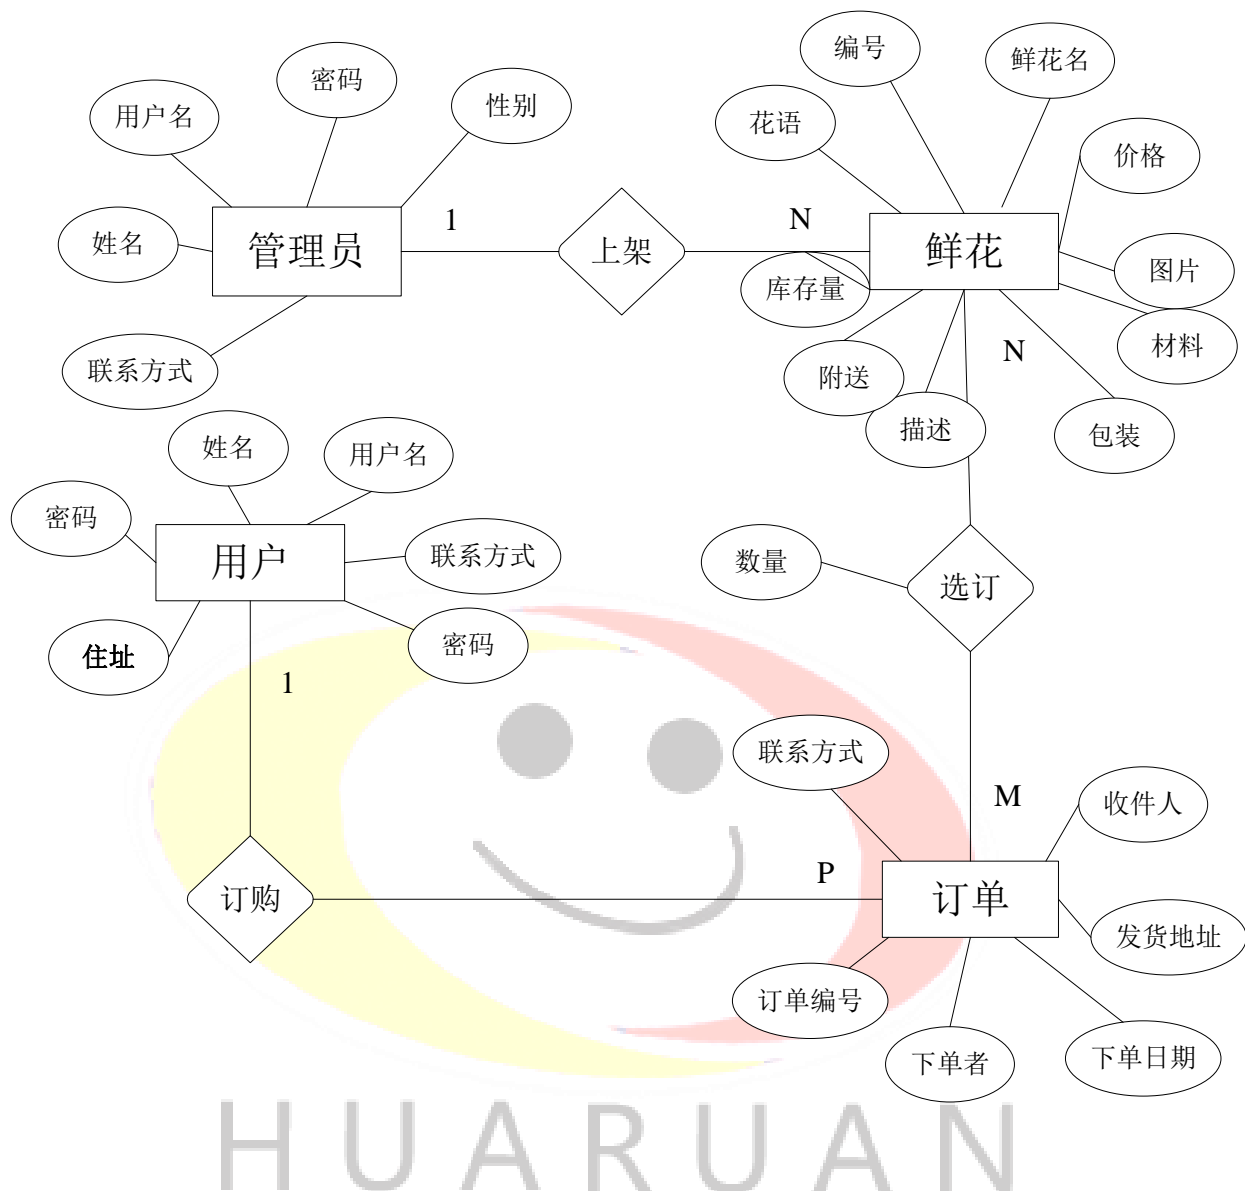 编号
鲜花名
密码
性别
用户名
花语
价格
姓名
管理员
1
上架
N
鲜花
库存量
图片
材料
联系方式
附送
N
描述
包装
姓名
用户名
密码
用户
联系方式
数量
选订
住址
密码
1
联系方式
M
收件人
订购
P
订单
发货地址
订单编号
下单者
下单日期
HUARUAN